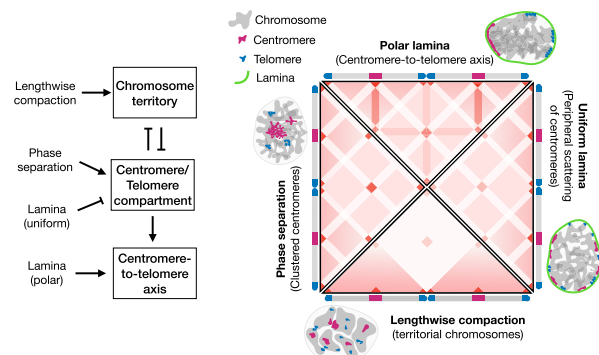 Chromosome
Centromere
Telomere
Lamina
Polar lamina
(Centromere-to-telomere axis)
Lengthwise
compaction
Chromosome
territory
Phase
separation
Centromere/
Telomere
compartment
Lamina
(uniform)
Centromere-
to-telomere
axis
Lamina
(polar)
Phase separation
(Clustered centromeres)
Uniform lamina
(Peripheral scattering
of centromeres)
Lengthwise compaction
(territorial chromosomes)